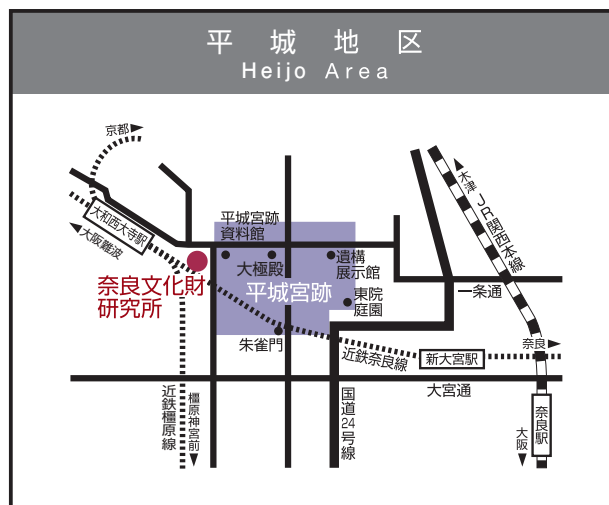 平城地区
Heijo Area
京都
木津
JR関西本線
大和西大寺駅
大阪難波
平城宮跡
資料館
大極殿
遺構
展示館
奈良文化財
研究所
平城宮跡
東院
庭園
一条通
朱雀門
近鉄奈良線
新大宮駅
奈良
大宮通
近鉄橿原線
橿原神宮前
国道24号線
大阪
奈良駅